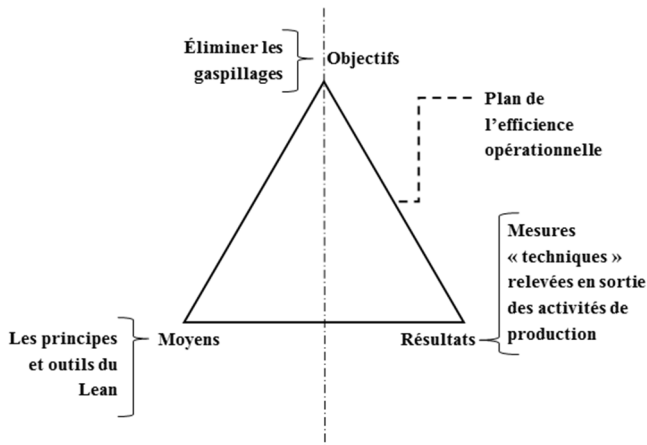 Éliminer les
gaspillages
Objectifs
Plan de
l’efficience
opérationnelle
Mesures
« techniques »
relevées en sortie
des activités de
production
Les principes
et outils du
Lean
Moyens
Résultats